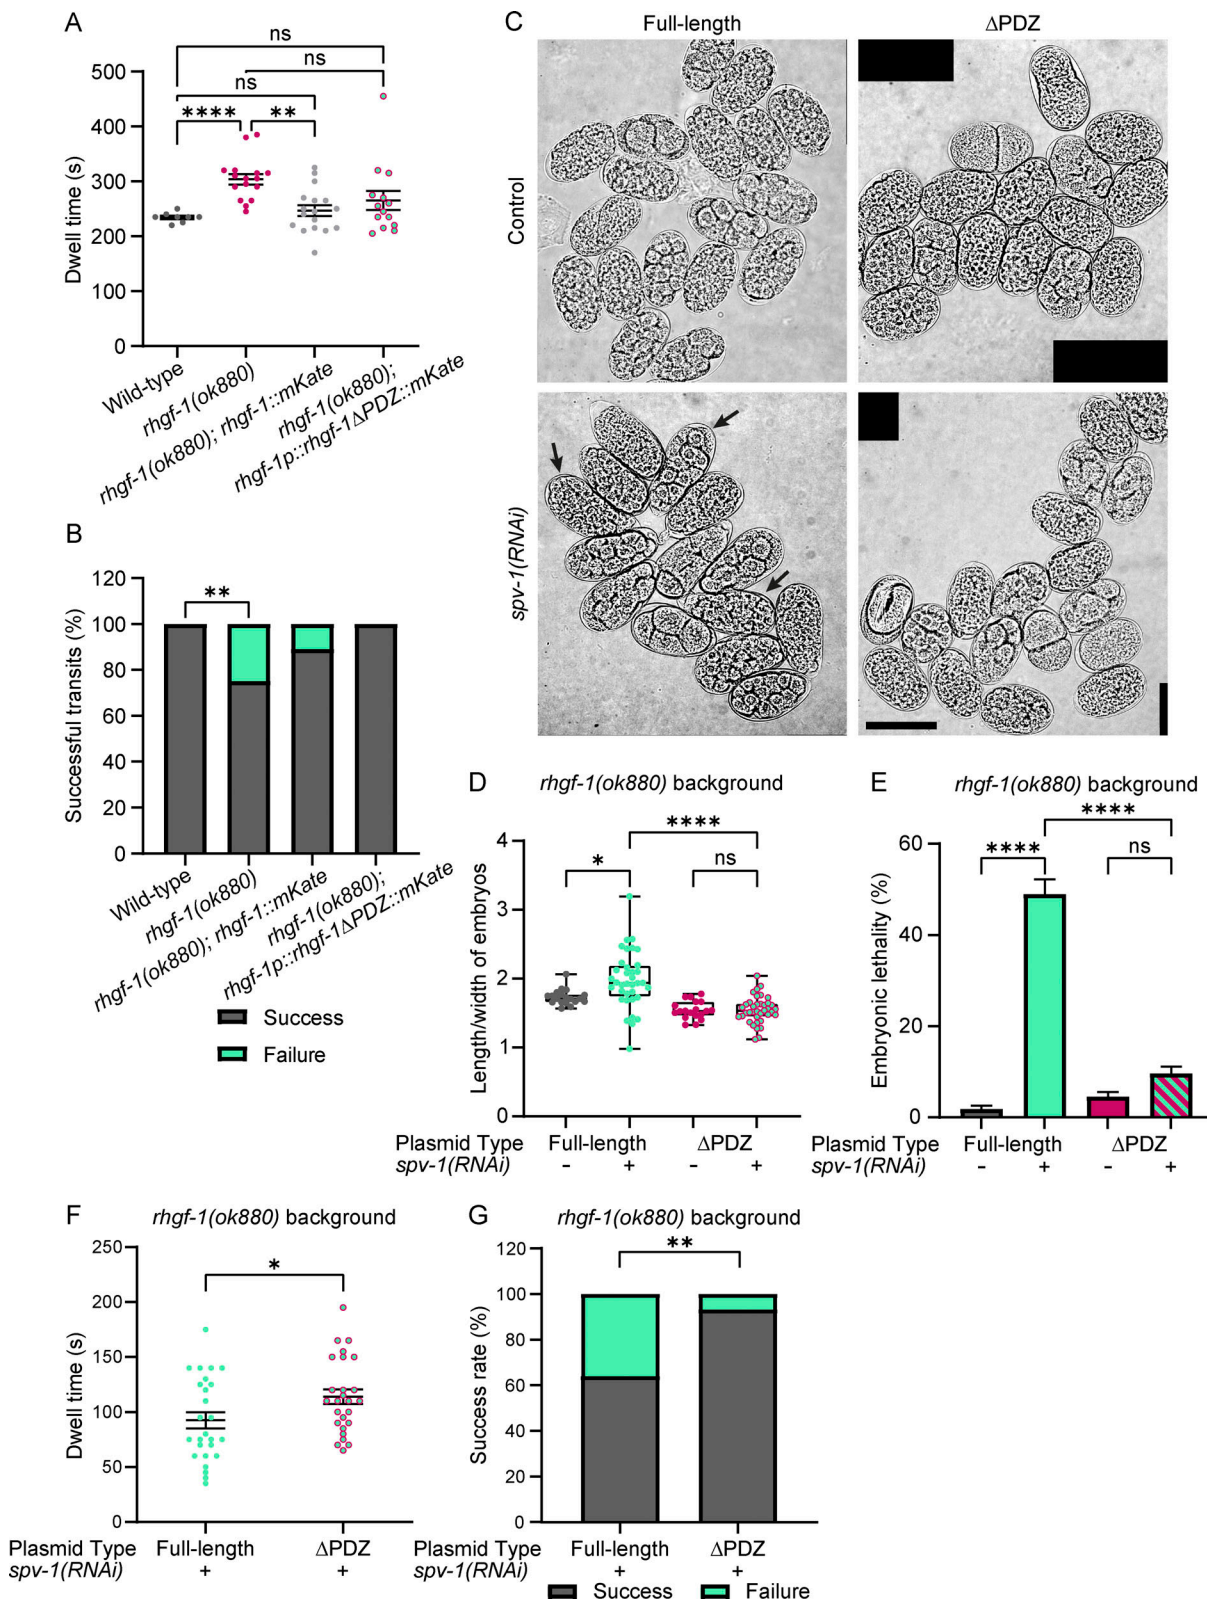 A
ns
ns
ns
****
**
500
400
300
200
100
0
Dwell time (s)
Wild-type
rhgf-1(ok880)
rhgf-1(ok880); rhgf-1::mKate
rhgf-1(ok880);
rhgf-1p::rhgf-1ΔPDZ::mKate
B
**
120
100
80
60
40
20
0
Successful transits (%)
Wild-type
rhgf-1(ok880)
rhgf-1(ok880); rhgf-1::mKate
rhgf-1(ok880);
rhgf-1p::rhgf-1ΔPDZ::mKate
Success
Failure
C
Full-length
ΔPDZ
Control
spv-1(RNAi)
D
rhgf-1(ok880) background
****
*
ns
4
3
2
1
0
Length/width of embryos
Plasmid Type Full-length ΔPDZ
spv-1(RNAi) - + - +
E
rhgf-1(ok880) background
****
****
ns
60
40
20
0
Embryonic lethality (%)
Plasmid Type Full-length ΔPDZ
spv-1(RNAi) - + - +
F
rhgf-1(ok880) background
*
250
200
150
100
50
0
Dwell time (s)
Plasmid Type Full-length ΔPDZ
spv-1(RNAi) + +
G
rhgf-1(ok880) background
**
120
100
80
60
40
20
0
Success rate (%)
Plasmid Type Full-length ΔPDZ
spv-1(RNAi) + +
Success Failure